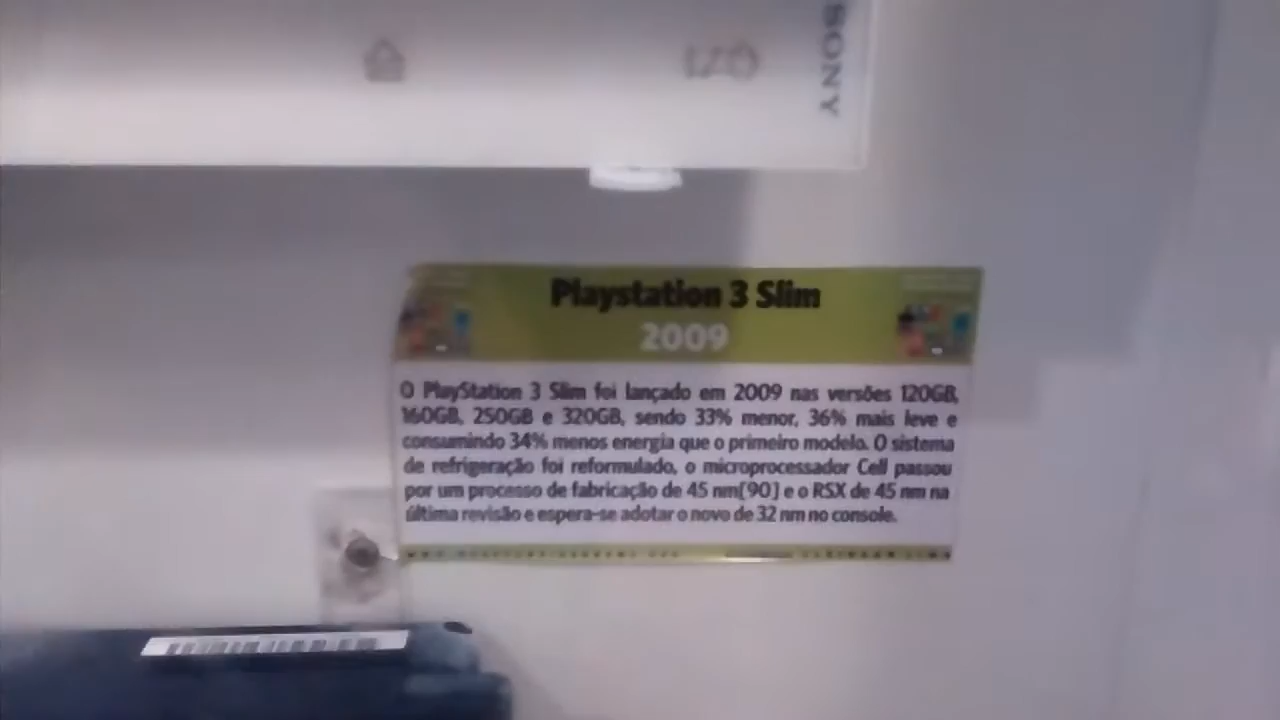 SONY
Playstation 3 Slim
2009
O PlayStation 3 Slim foi lançado em 2009 nas versões 120GB,
160GB, 250GB e 320GB, sendo 33% menor, 36% mais leve e
consumindo 34% menos energia que o primeiro modelo. O sistema
de refrigeração foi reformulado, o microprocessador Cell passou
por um processo de fabricação de 45 nm[90] e o RSX de 45 nm na
última revisão e espera-se adotar o novo de 32 nm no console.